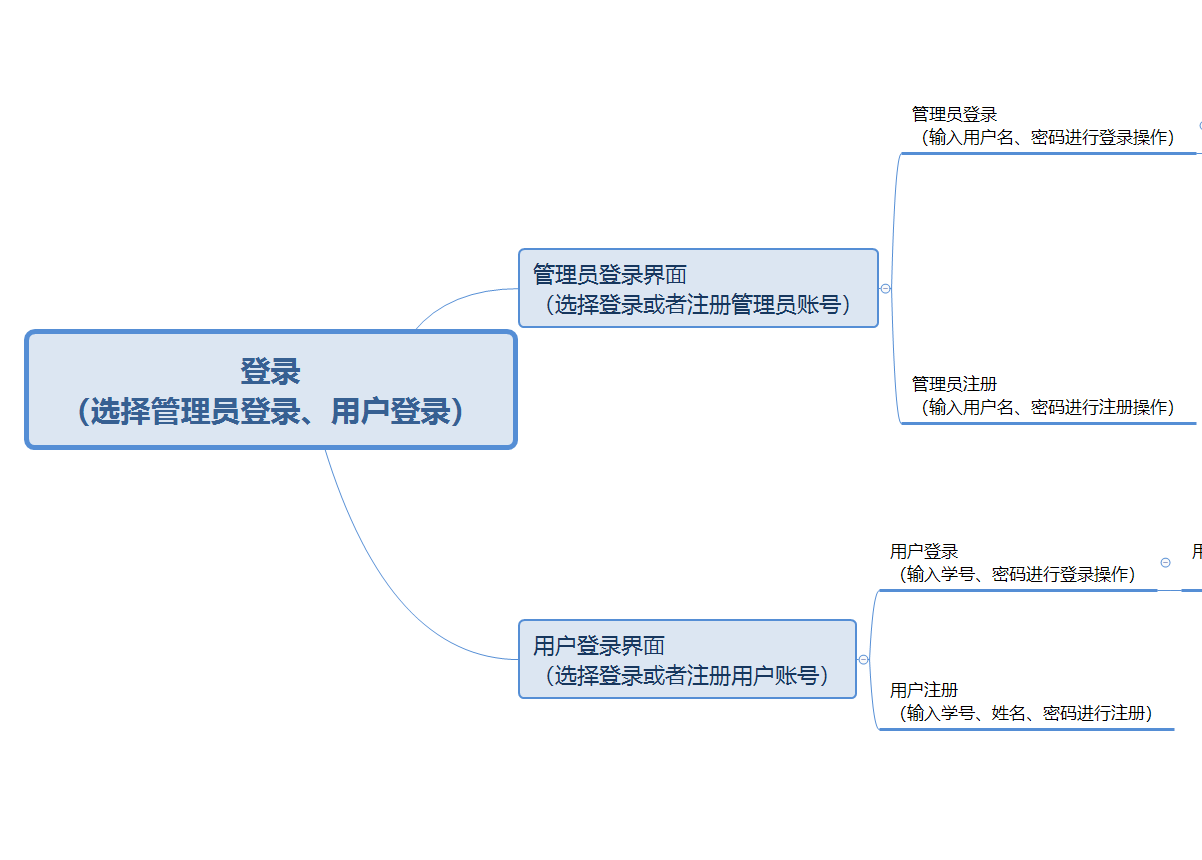 登录
（选择管理员登录、用户登录）
管理员登录界面
（选择登录或者注册管理员账号）
管理员登录
（输入用户名、密码进行登录操作）
管理员注册
（输入用户名、密码进行注册操作）
用户登录界面
（选择登录或者注册用户账号）
用户登录
（输入学号、密码进行登录操作）
用户注册
（输入学号、姓名、密码进行注册）